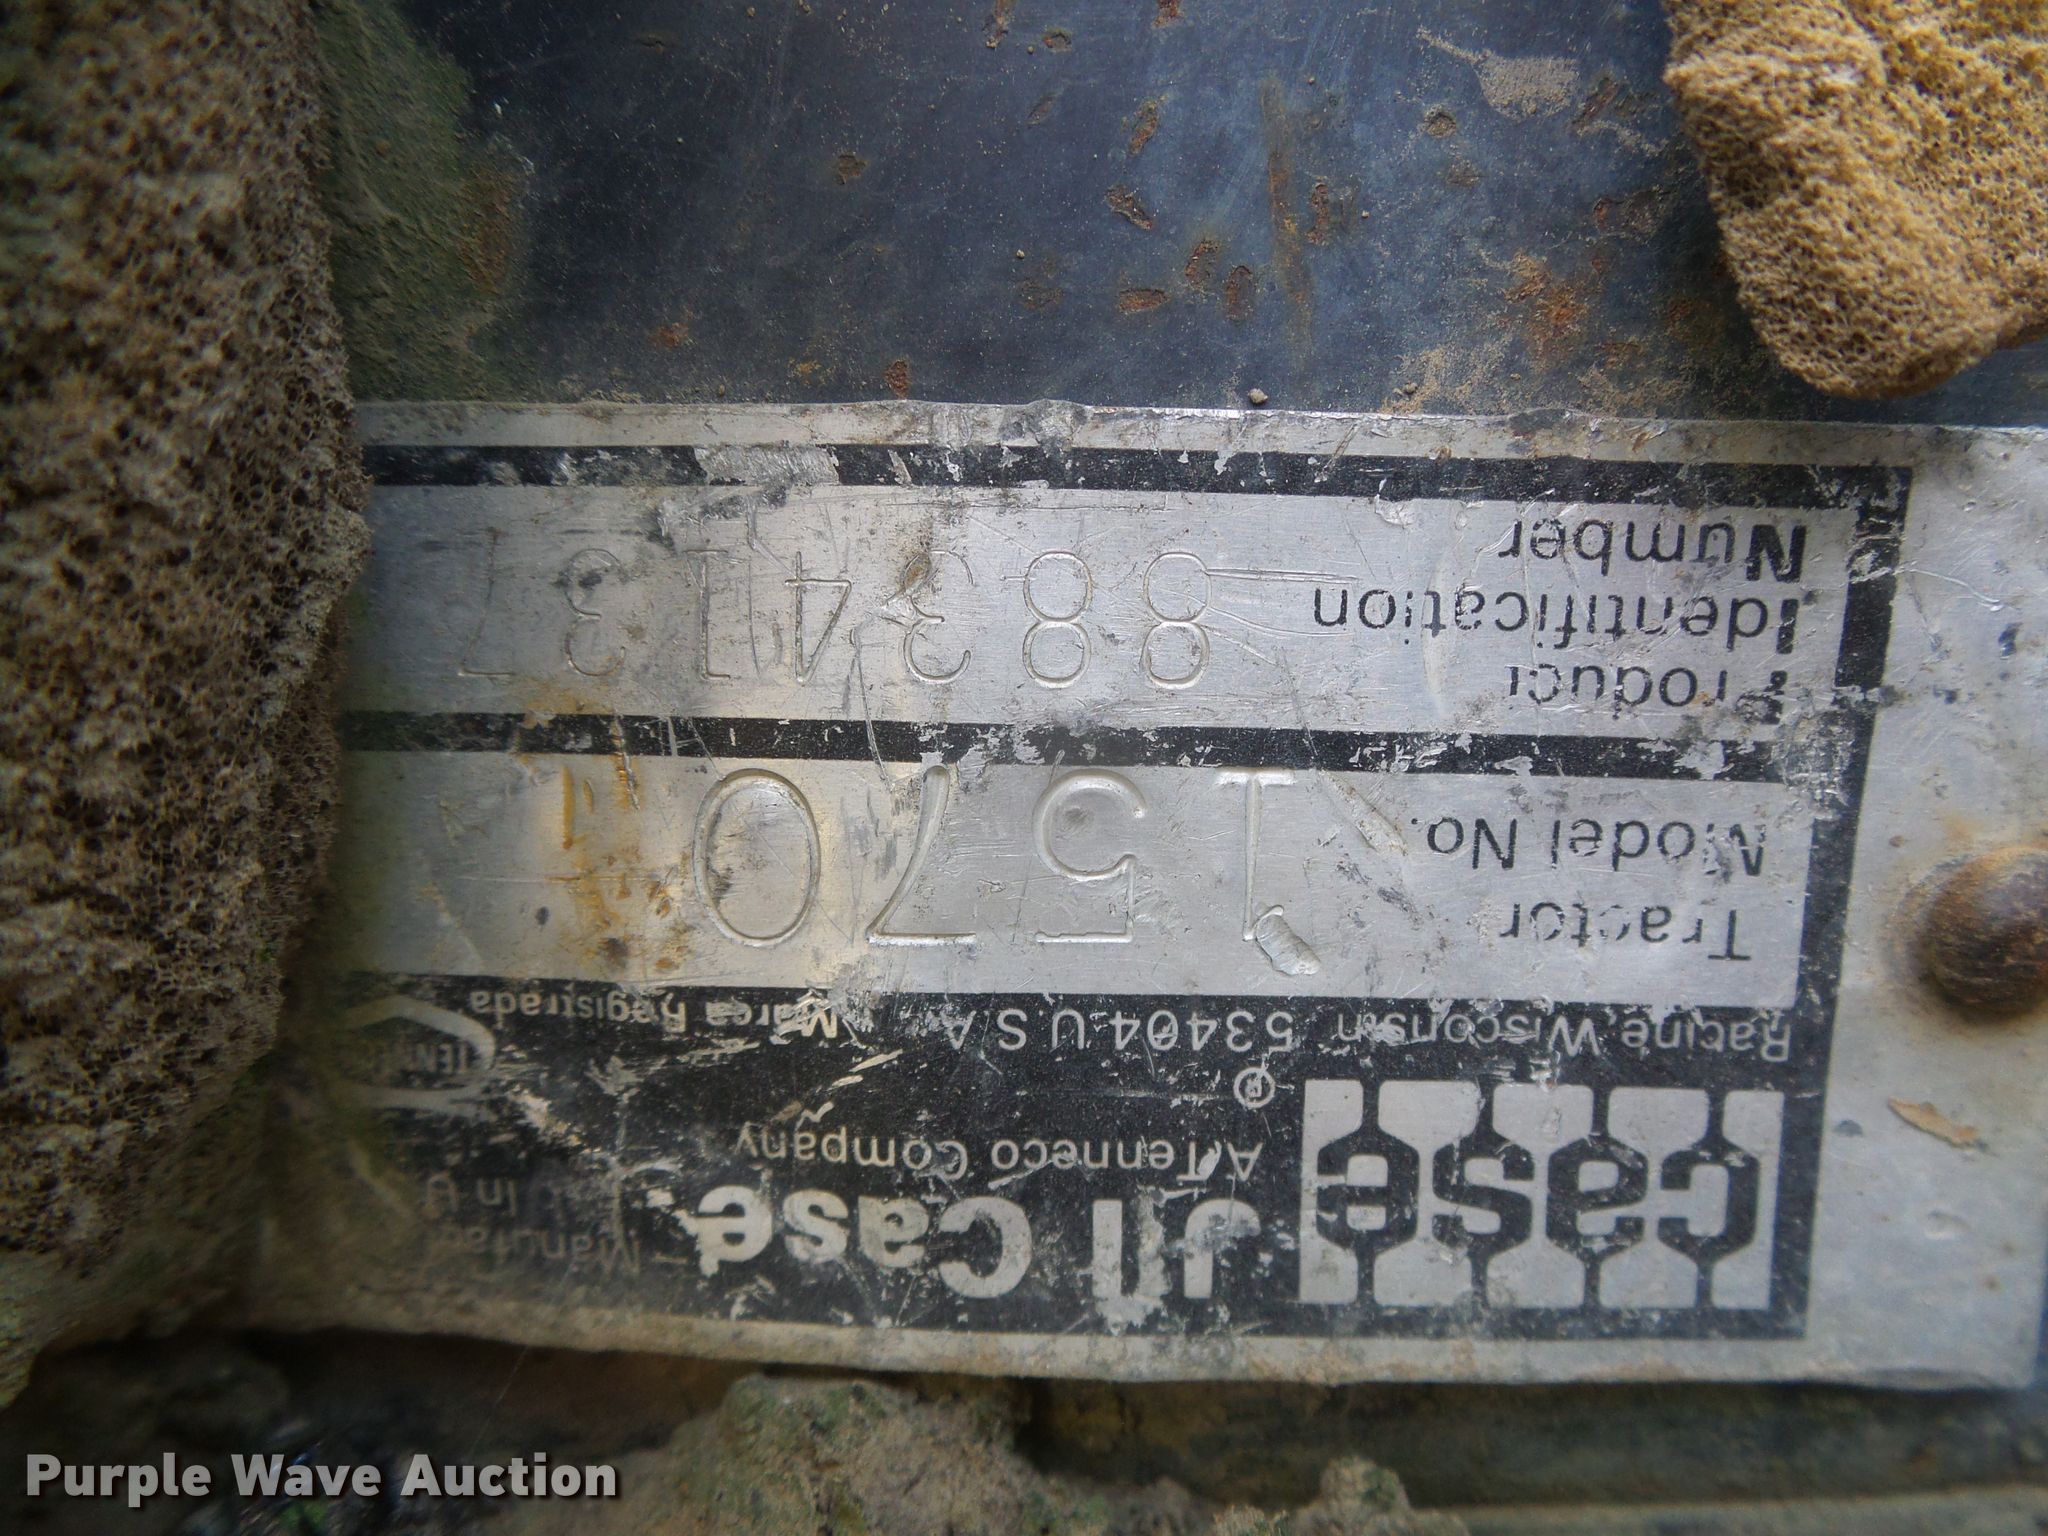 case
JI Case
A Tenneco Company
®
Racine, Wisconsin 53404 U.S.A.
Marca Registrada
Tractor
Model No.
1570
Product
Identification
Number
8834137
Purple Wave Auction